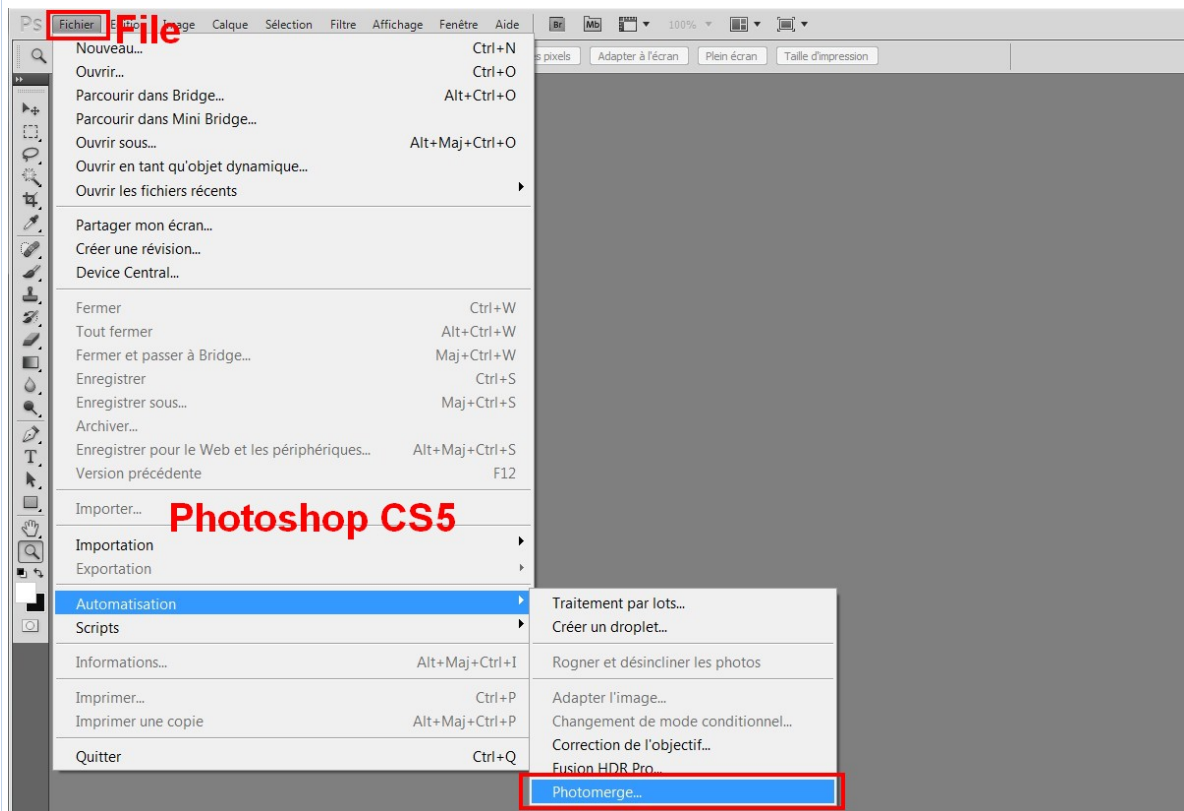 Ps Fichier Image Calque Sélection Filtre Affichage Fenêtre Aide Br Mb 100%
File
Nouveau... Ctrl+N
s pixels Adapter à l'écran Plein écran Taille d'impression
Ouvrir... Ctrl+O
Parcourir dans Bridge... Alt+Ctrl+O
Parcourir dans Mini Bridge...
Ouvrir sous... Alt+Maj+Ctrl+O
Ouvrir en tant qu'objet dynamique...
Ouvrir les fichiers récents
Partager mon écran...
Créer une révision...
Device Central...
Fermer Ctrl+W
Tout fermer Alt+Ctrl+W
Fermer et passer à Bridge... Maj+Ctrl+W
Enregistrer Ctrl+S
Enregistrer sous... Maj+Ctrl+S
Archiver...
Enregistrer pour le Web et les périphériques... Alt+Maj+Ctrl+S
Version précédente F12
Importer...
Photoshop CS5
Importation
Exportation
Automatisation
Scripts
Informations... Alt+Maj+Ctrl+I
Imprimer... Ctrl+P
Imprimer une copie Alt+Maj+Ctrl+P
Quitter Ctrl+Q
Traitement par lots...
Créer un droplet...
Rogner et désincliner les photos
Adapter l'image...
Changement de mode conditionnel...
Correction de l'objectif...
Fusion HDR Pro...
Photomerge...